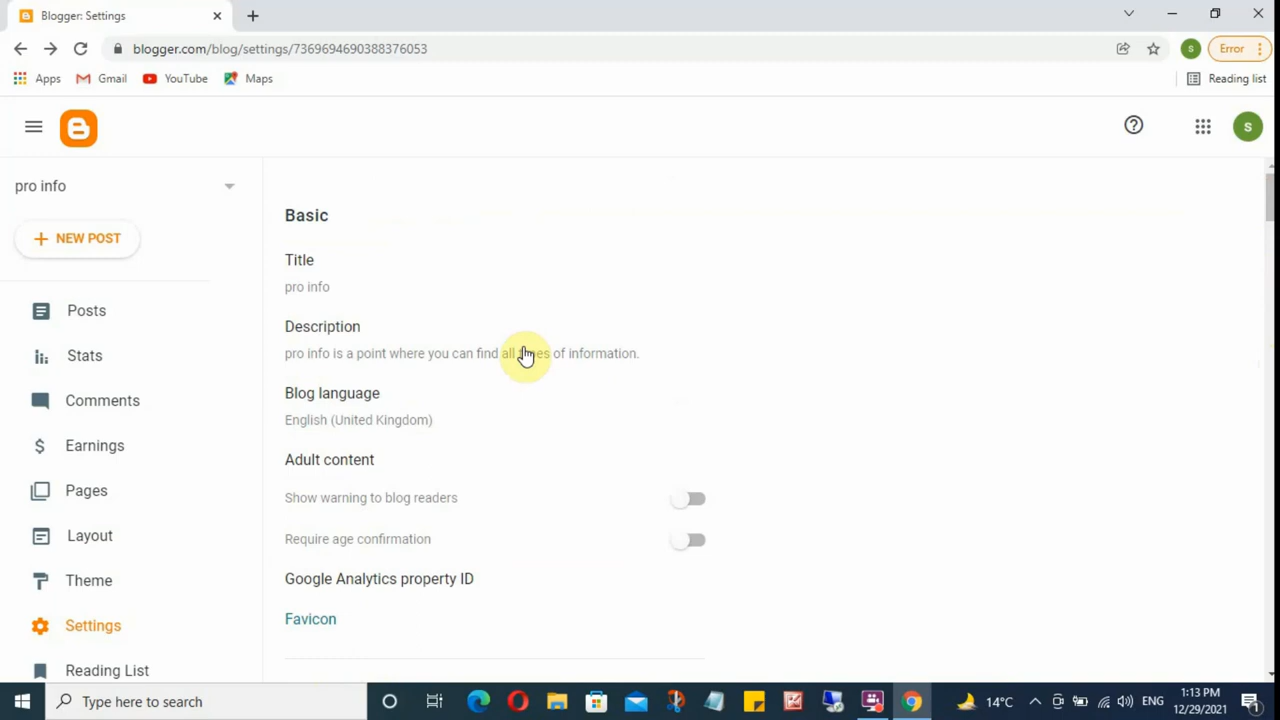 Blogger: Settings
blogger.com/blog/settings/7369694690388376053
S
Error
Apps
Gmail
YouTube
Maps
Reading list
S
pro info
NEW POST
Posts
Stats
Comments
Earnings
Pages
Layout
Theme
Settings
Reading List
Basic
Title
pro info
Description
pro info is a point where you can find all types of information.
Blog language
English (United Kingdom)
Adult content
Show warning to blog readers
Require age confirmation
Google Analytics property ID
Favicon
Type here to search
14°C
ENG
1:13 PM
12/29/2021
1